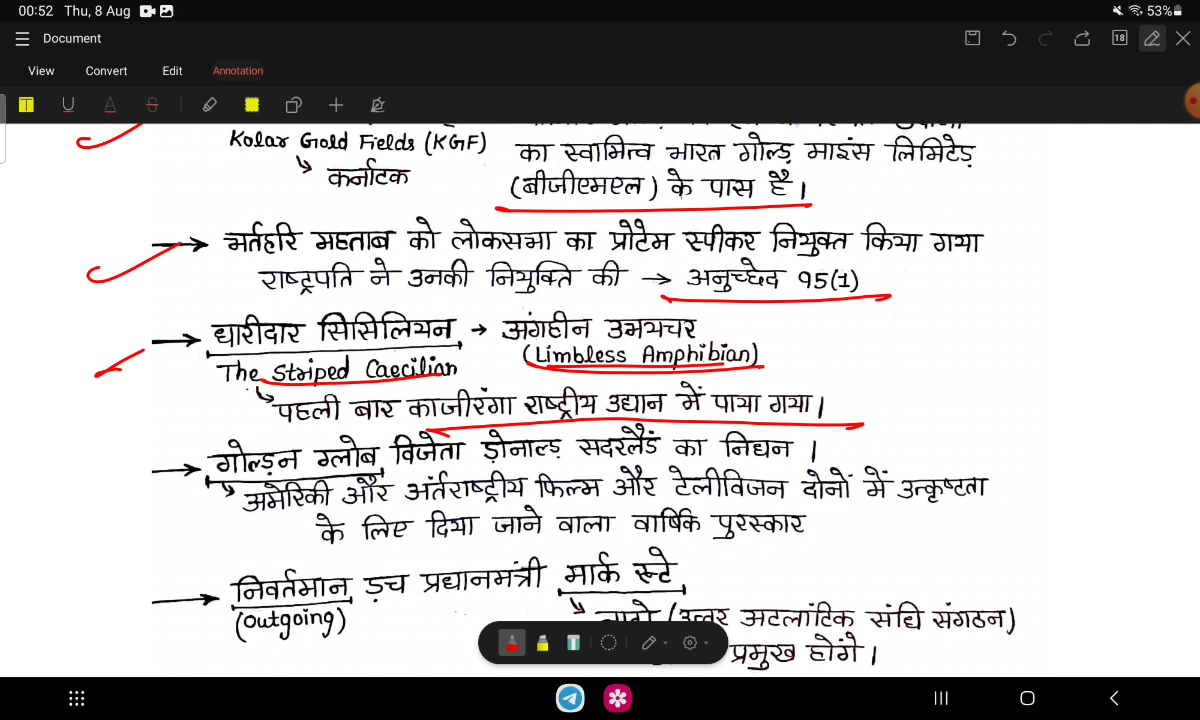 00:52 Thu, 8 Aug
53%
Document
18
View Convert Edit Annotation
T U A S
Kolar Gold Fields (KGF)
↳ कर्नाटक
का स्वामित्व भारत गोल्ड़ माइंस लिमिटेड़
(बीजीएमएल) के पास है।
→ भर्तहरि महताब को लोकसभा का प्रोटेम स्पीकर नियुक्त किया गया
राष्ट्रपति ने उनकी नियुक्ति की → अनुच्छेद 95(1)
→ धारीदार सिसिलियन → अंगहीन उभयचर
The Striped Caecilian (Limbless Amphibian)
↳ पहली बार काजीरंगा राष्ट्रीय उद्यान में पाया गया।
→ गोल्ड़न ग्लोब विजेता ड़ोनाल्ड़ सदरलैंड का निधन।
↳ अमेरिकी और अंर्तराष्ट्रीय फिल्म और टेलीविजन दोनों में उत्कृष्टता
के लिए दिया जाने वाला वार्षिक पुरस्कार
→ निवर्तमान ड़च प्रधानमंत्री मार्क रूटे
(Outgoing) ↳ नाटो (उत्तर अटलांटिक संधि संगठन)
प्रमुख होंगे।